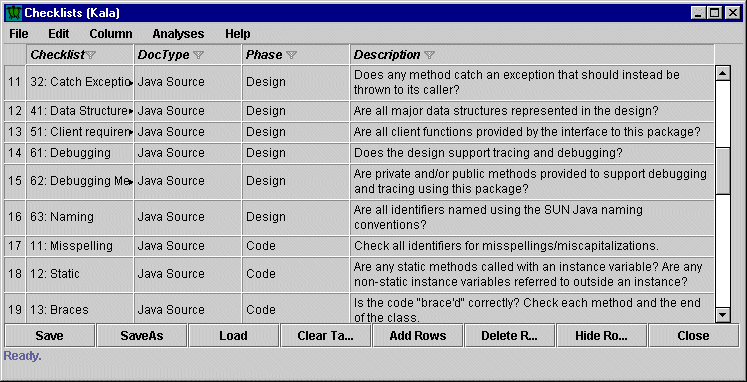 Checklists (Kala)
File Edit Column Analyses Help
Checklist DocType Phase Description
11 32: Catch Exceptio Java Source Design Does any method catch an exception that should instead be
thrown to its caller?
12 41: Data Structure Java Source Design Are all major data structures represented in the design?
13 51: Client requiren Java Source Design Are all client functions provided by the interface to this package?
14 61: Debugging Java Source Design Does the design support tracing and debugging?
15 62: Debugging Me Java Source Design Are private and/or public methods provided to support debugging
and tracing using this package?
16 63: Naming Java Source Design Are all identifiers named using the SUN Java naming
conventions?
17 11: Misspelling Java Source Code Check all identifiers for misspellings/miscapitalizations.
18 12: Static Java Source Code Are any static methods called with an instance variable? Are any
non-static instance variables referred to outside an instance?
19 13: Braces Java Source Code Is the code "brace'd" correctly? Check each method and the end
of the class.
Save SaveAs Load Clear Ta... Add Rows Delete R... Hide Ro... Close
Ready.